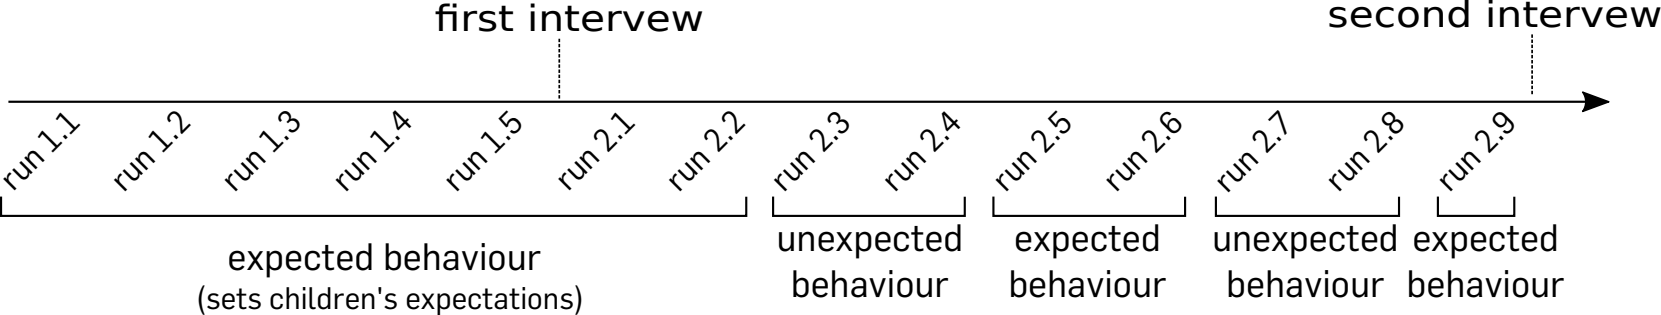 first intervew
second intervew
run 1.1
run 1.2
run 1.3
run 1.4
run 1.5
run 2.1
run 2.2
run 2.3
run 2.4
run 2.5
run 2.6
run 2.7
run 2.8
run 2.9
expected behaviour
(sets children's expectations)
unexpected
behaviour
expected
behaviour
unexpected
behaviour
expected
behaviour